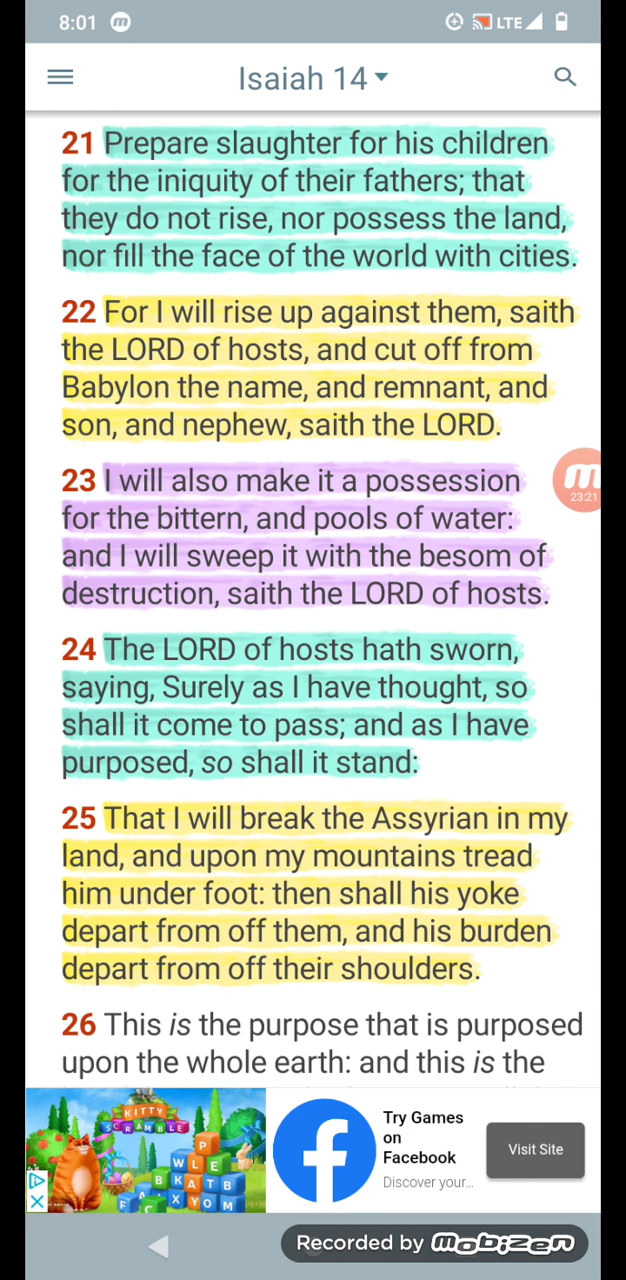 8:01
LTE
Isaiah 14
21 Prepare slaughter for his children
for the iniquity of their fathers; that
they do not rise, nor possess the land,
nor fill the face of the world with cities.
22 For I will rise up against them, saith
the LORD of hosts, and cut off from
Babylon the name, and remnant, and
son, and nephew, saith the LORD.
23 I will also make it a possession
for the bittern, and pools of water:
and I will sweep it with the besom of
destruction, saith the LORD of hosts.
23:21
24 The LORD of hosts hath sworn,
saying, Surely as I have thought, so
shall it come to pass; and as I have
purposed, so shall it stand:
25 That I will break the Assyrian in my
land, and upon my mountains tread
him under foot: then shall his yoke
depart from off them, and his burden
depart from off their shoulders.
26 This is the purpose that is purposed
upon the whole earth: and this is the
KITTY
SCRAMBLE
Try Games
on
Facebook
Discover your...
Visit Site
Recorded by mobizen